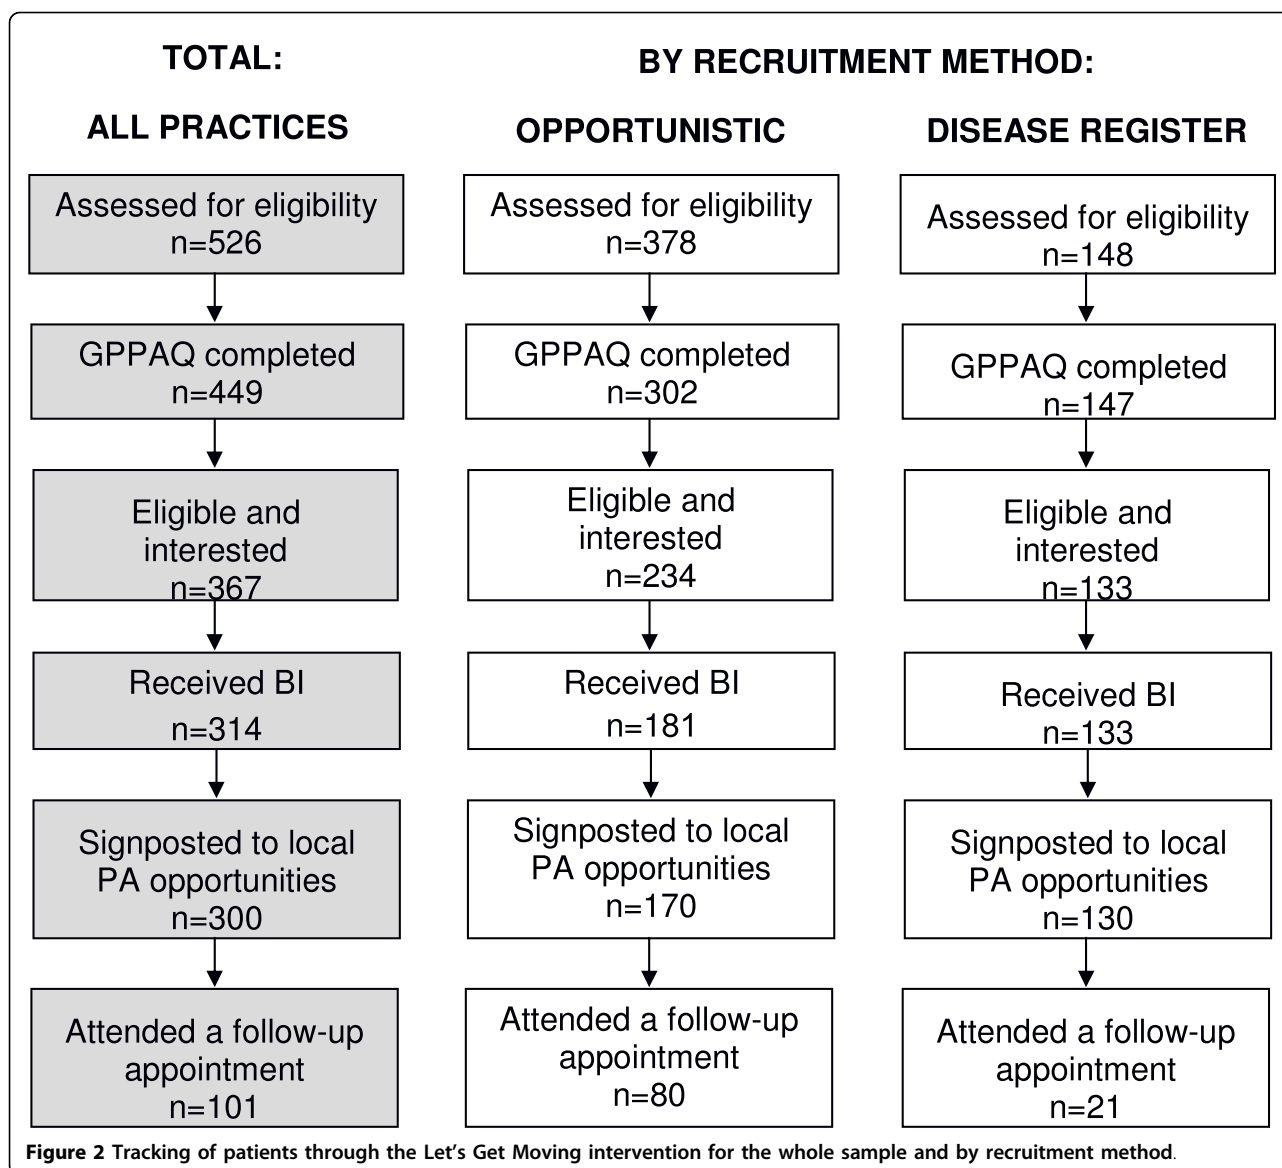 TOTAL:
ALL PRACTICES
Assessed for eligibility
n=526
GPPAQ completed
n=449
Eligible and
interested
n=367
Received BI
n=314
Signposted to local
PA opportunities
n=300
Attended a follow-up
appointment
n=101
BY RECRUITMENT METHOD:
OPPORTUNISTIC
Assessed for eligibility
n=378
GPPAQ completed
n=302
Eligible and
interested
n=234
Received BI
n=181
Signposted to local
PA opportunities
n=170
Attended a follow-up
appointment
n=80
DISEASE REGISTER
Assessed for eligibility
n=148
GPPAQ completed
n=147
Eligible and
interested
n=133
Received BI
n=133
Signposted to local
PA opportunities
n=130
Attended a follow-up
appointment
n=21
Figure 2 Tracking of patients through the Let's Get Moving intervention for the whole sample and by recruitment method.